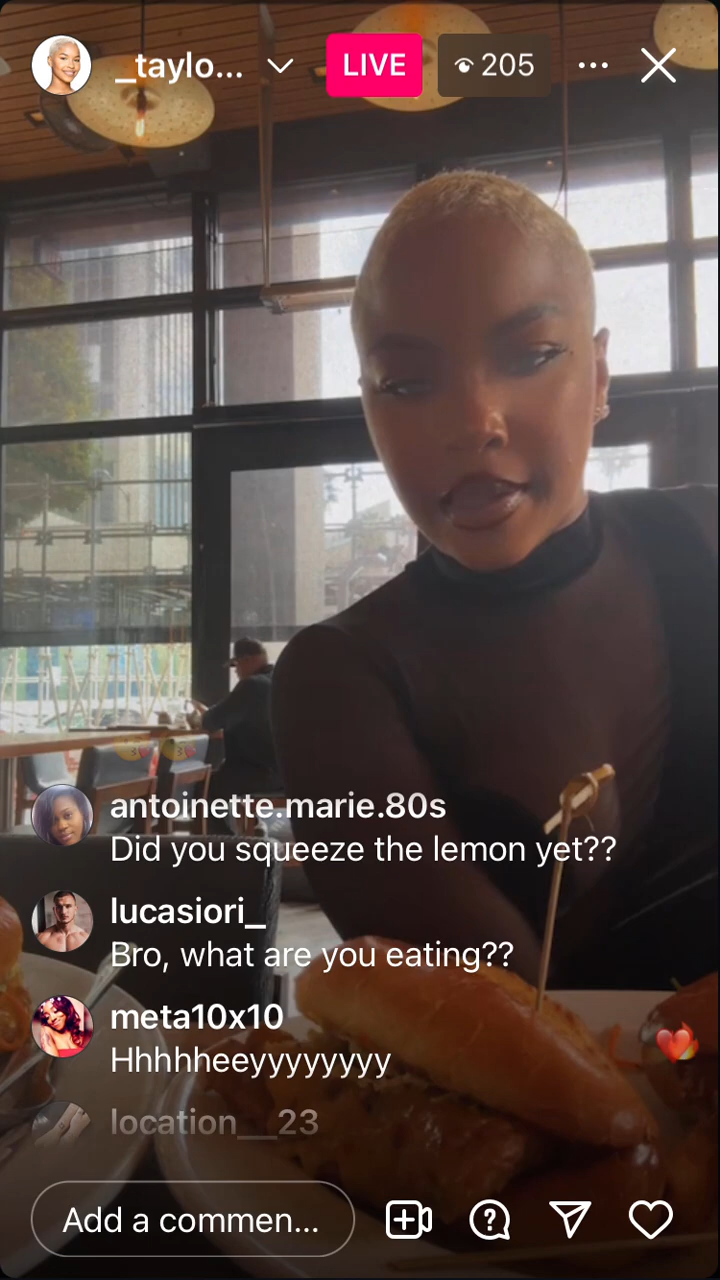 _taylo...
LIVE
205
antoinette.marie.80s
Did you squeeze the lemon yet??
lucasiori_
Bro, what are you eating??
meta10x10
Hhhhheeyyyyyyyy
location__23
Add a commen...